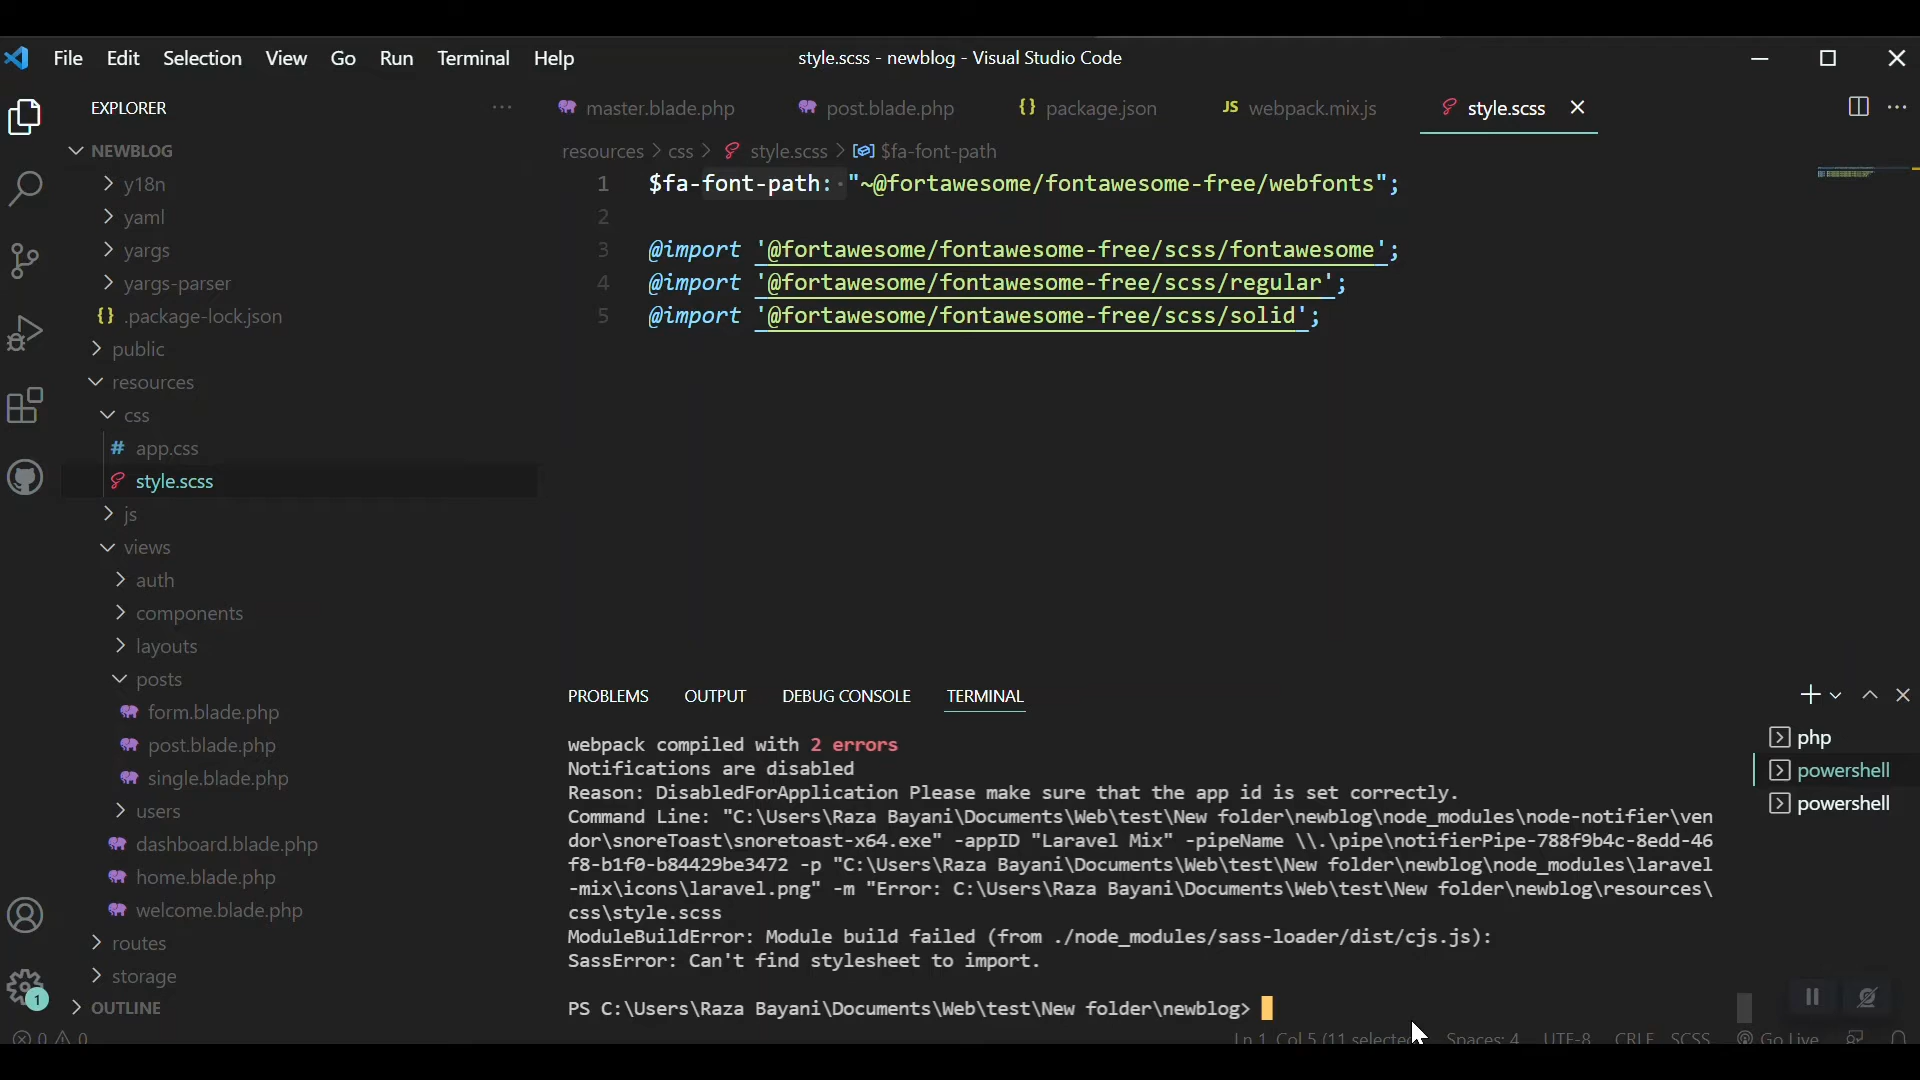 File Edit Selection View Go Run Terminal Help
style.scss - newblog - Visual Studio Code
EXPLORER
NEWBLOG
y18n
yaml
yargs
yargs-parser
{} .package-lock.json
public
resources
css
# app.css
style.scss
js
views
auth
components
layouts
posts
form.blade.php
post.blade.php
single.blade.php
users
dashboard.blade.php
home.blade.php
welcome.blade.php
routes
storage
OUTLINE
1
master.blade.php post.blade.php {} package.json JS webpack.mix.js style.scss
resources > css > style.scss > $fa-font-path
1 $fa-font-path: "~@fortawesome/fontawesome-free/webfonts";
2
3 @import '@fortawesome/fontawesome-free/scss/fontawesome';
4 @import '@fortawesome/fontawesome-free/scss/regular';
5 @import '@fortawesome/fontawesome-free/scss/solid';
PROBLEMS OUTPUT DEBUG CONSOLE TERMINAL
webpack compiled with 2 errors
Notifications are disabled
Reason: DisabledForApplication Please make sure that the app id is set correctly.
Command Line: "C:\Users\Raza Bayani\Documents\Web\test\New folder\newblog\node_modules\node-notifier\ven
dor\snoreToast\snoretoast-x64.exe" -appID "Laravel Mix" -pipeName \\.\pipe\notifierPipe-788f9b4c-8edd-46
f8-b1f0-b84429be3472 -p "C:\Users\Raza Bayani\Documents\Web\test\New folder\newblog\node_modules\laravel
-mix\icons\laravel.png" -m "Error: C:\Users\Raza Bayani\Documents\Web\test\New folder\newblog\resources\
css\style.scss
ModuleBuildError: Module build failed (from ./node_modules/sass-loader/dist/cjs.js):
SassError: Can't find stylesheet to import.
PS C:\Users\Raza Bayani\Documents\Web\test\New folder\newblog>
php
powershell
powershell
0 0 Ln 1, Col 5 (11 selected) Spaces: 4 UTF-8 CRLF SCSS Go Live